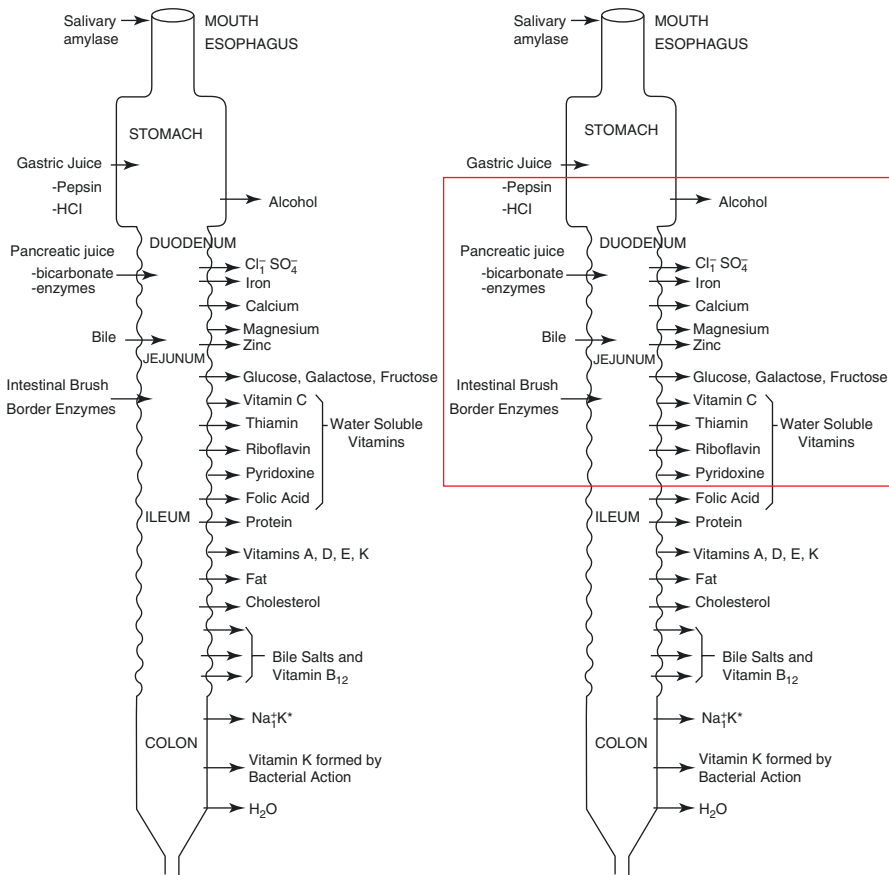 Salivary
amylase
MOUTH
ESOPHAGUS
STOMACH
Gastric Juice
-Pepsin
-HCl
Alcohol
DUODENUM
Pancreatic juice
-bicarbonate
-enzymes
Cl₁⁻ SO₄⁻
Iron
Calcium
Magnesium
Bile
Zinc
JEJUNUM
Glucose, Galactose, Fructose
Intestinal Brush
Border Enzymes
Vitamin C
Thiamin
Water Soluble
Vitamins
Riboflavin
Pyridoxine
Folic Acid
ILEUM
Protein
Vitamins A, D, E, K
Fat
Cholesterol
Bile Salts and
Vitamin B₁₂
Na₁⁺K*
COLON
Vitamin K formed by
Bacterial Action
H₂O
Salivary
amylase
MOUTH
ESOPHAGUS
STOMACH
Gastric Juice
-Pepsin
-HCl
Alcohol
DUODENUM
Pancreatic juice
-bicarbonate
-enzymes
Cl₁⁻ SO₄⁻
Iron
Calcium
Magnesium
Bile
Zinc
JEJUNUM
Glucose, Galactose, Fructose
Intestinal Brush
Border Enzymes
Vitamin C
Thiamin
Water Soluble
Vitamins
Riboflavin
Pyridoxine
Folic Acid
ILEUM
Protein
Vitamins A, D, E, K
Fat
Cholesterol
Bile Salts and
Vitamin B₁₂
Na₁⁺K*
COLON
Vitamin K formed by
Bacterial Action
H₂O